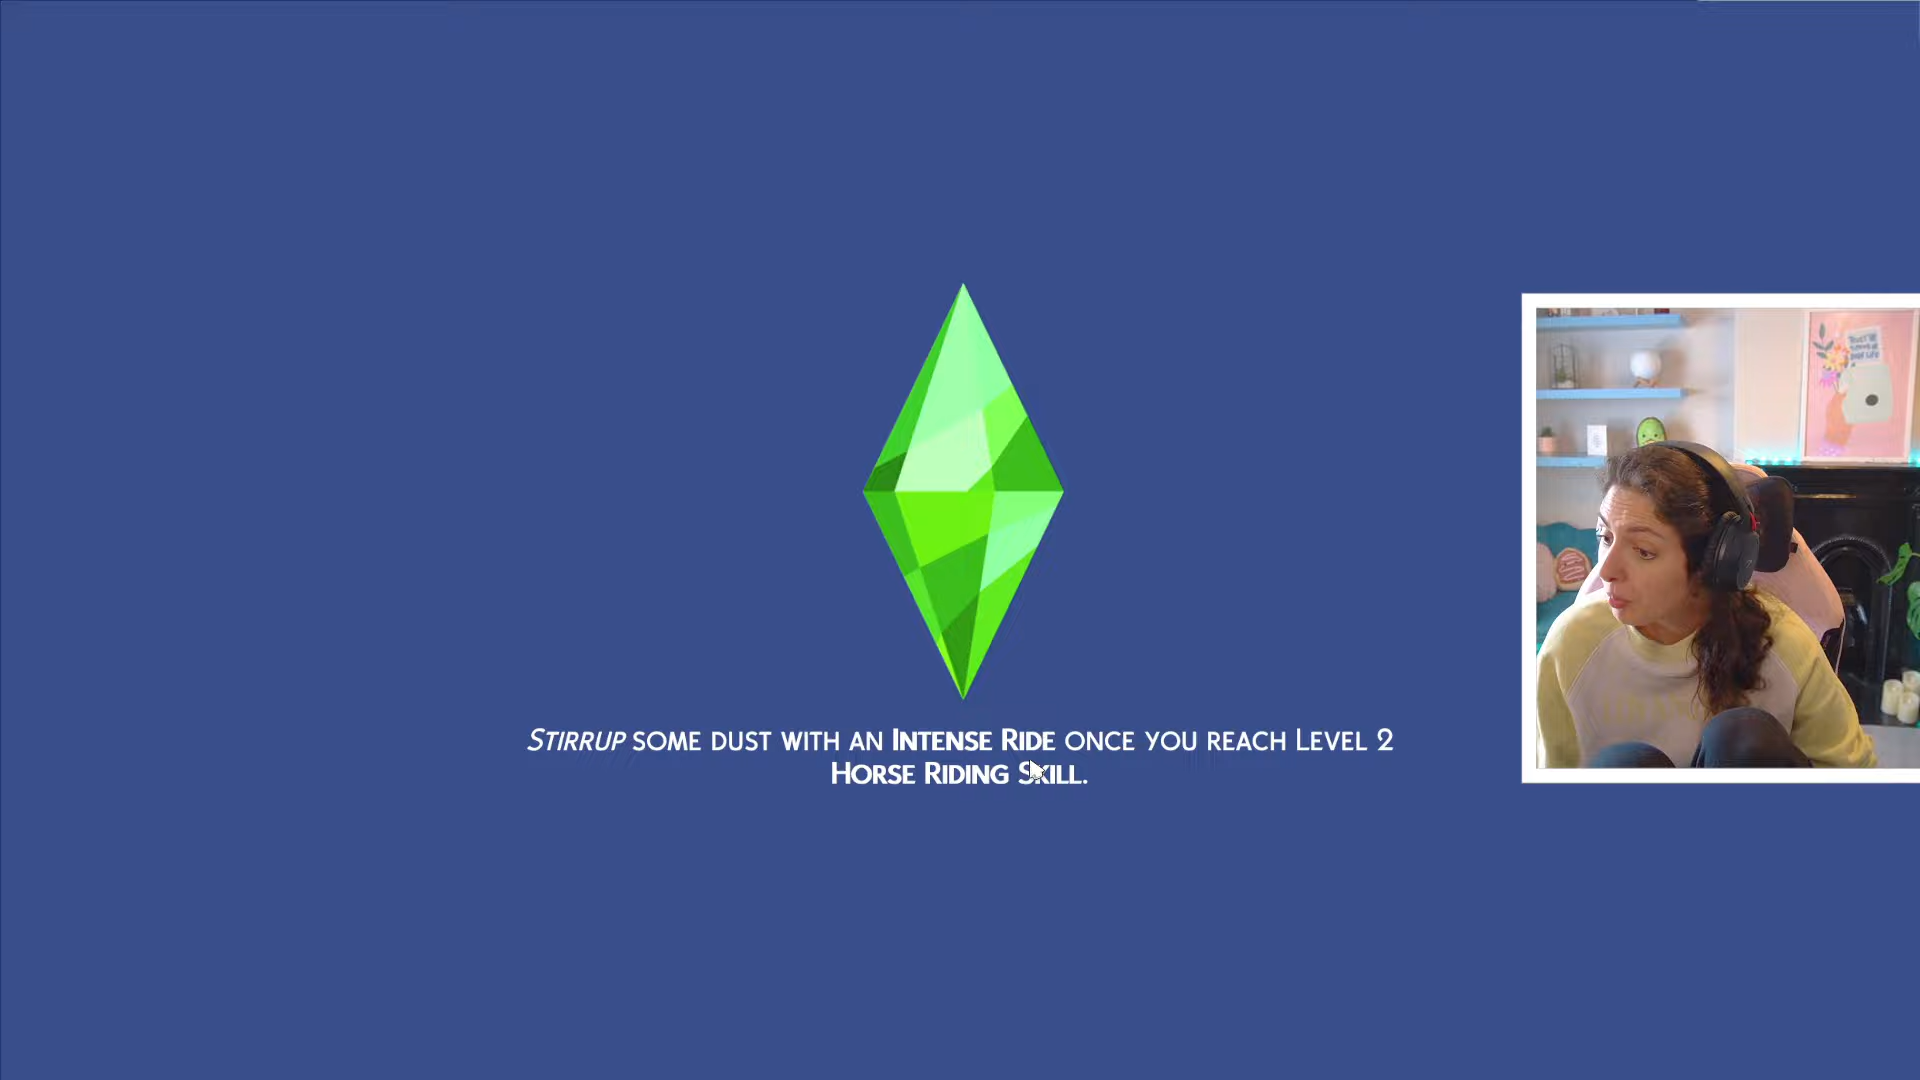 STIRRUP SOME DUST WITH AN INTENSE RIDE ONCE YOU REACH LEVEL 2
HORSE RIDING SKILL.